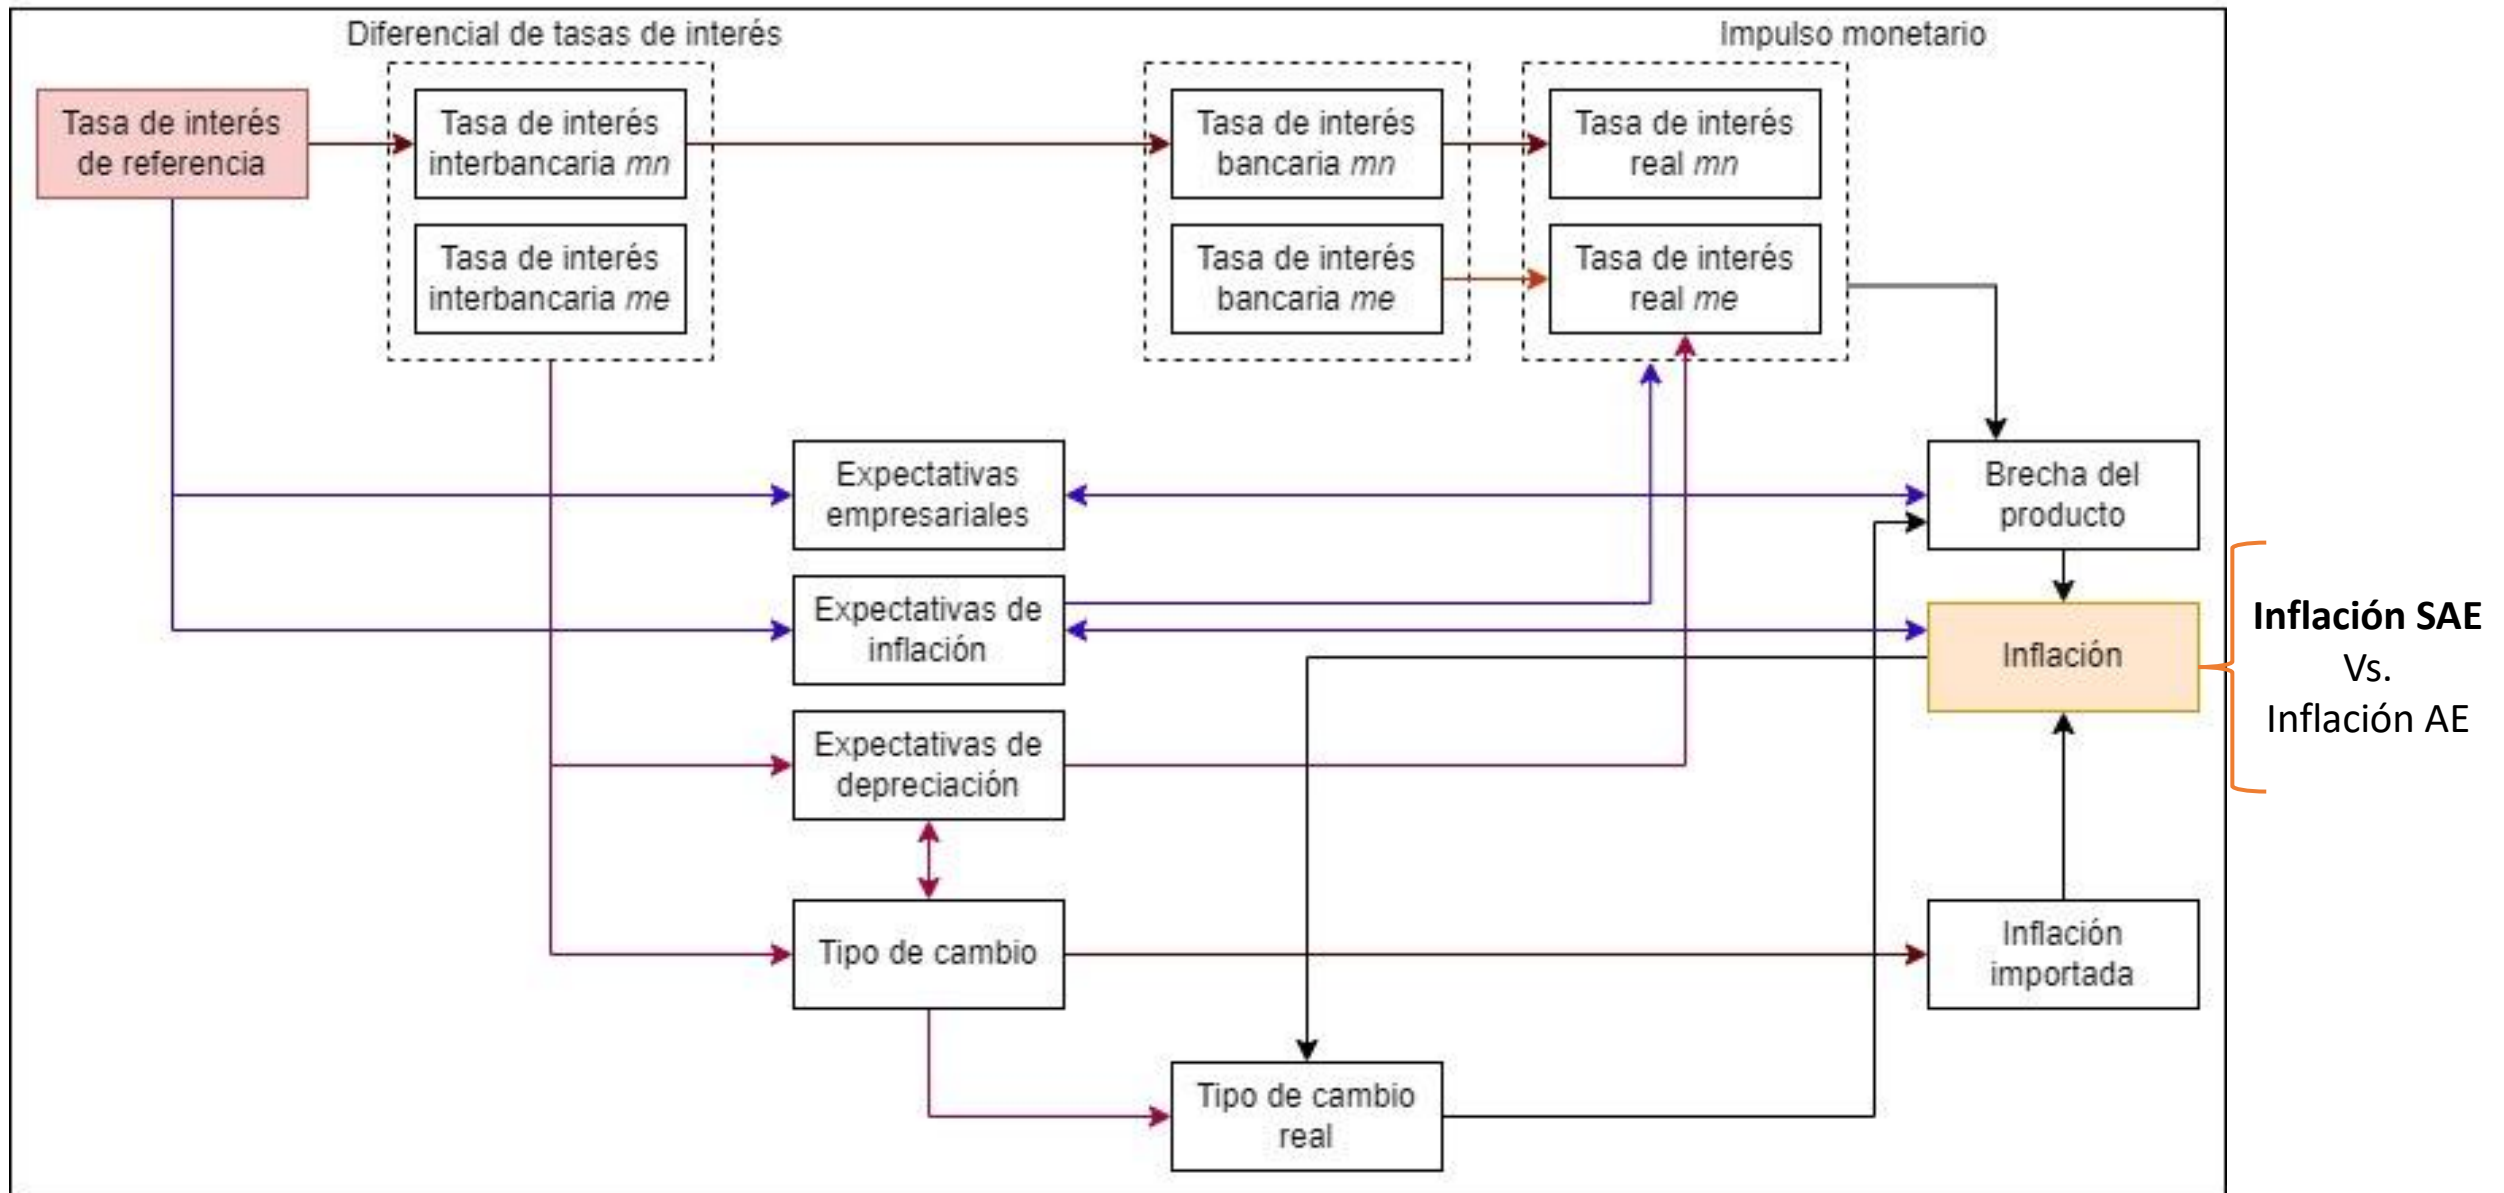 Diferencial de tasas de interés
Impulso monetario
Tasa de interés
de referencia
Tasa de interés
interbancaria mn
Tasa de interés
bancaria mn
Tasa de interés
real mn
Tasa de interés
interbancaria me
Tasa de interés
bancaria me
Tasa de interés
real me
Expectativas
empresariales
Brecha del
producto
Expectativas de
inflación
Inflación
Inflación SAE
Vs.
Inflación AE
Expectativas de
depreciación
Tipo de cambio
Inflación
importada
Tipo de cambio
real